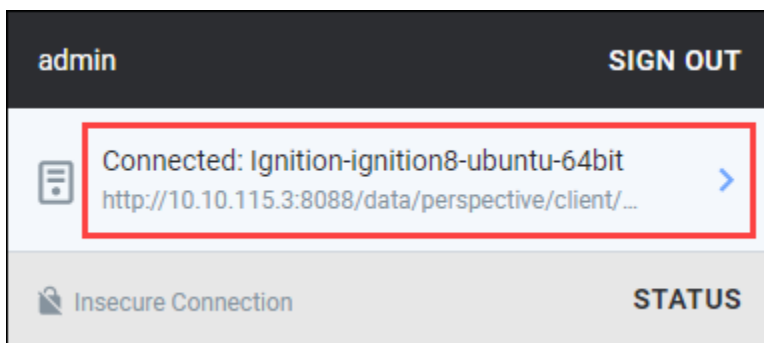 admin SIGN OUT
Connected: Ignition-ignition8-ubuntu-64bit
http://10.10.115.3:8088/data/perspective/client/...
Insecure Connection STATUS